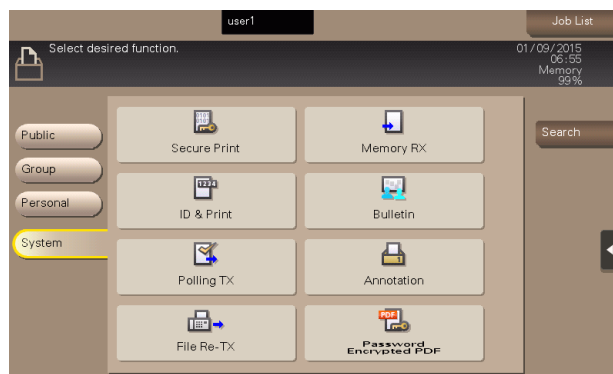 user1
Job List
Select desired function.
01/09/2015
06:55
Memory
99%
Public
Group
Personal
System
Secure Print
Memory RX
ID & Print
Bulletin
Polling TX
Annotation
File Re-TX
PDF
Password
Encrypted PDF
Search